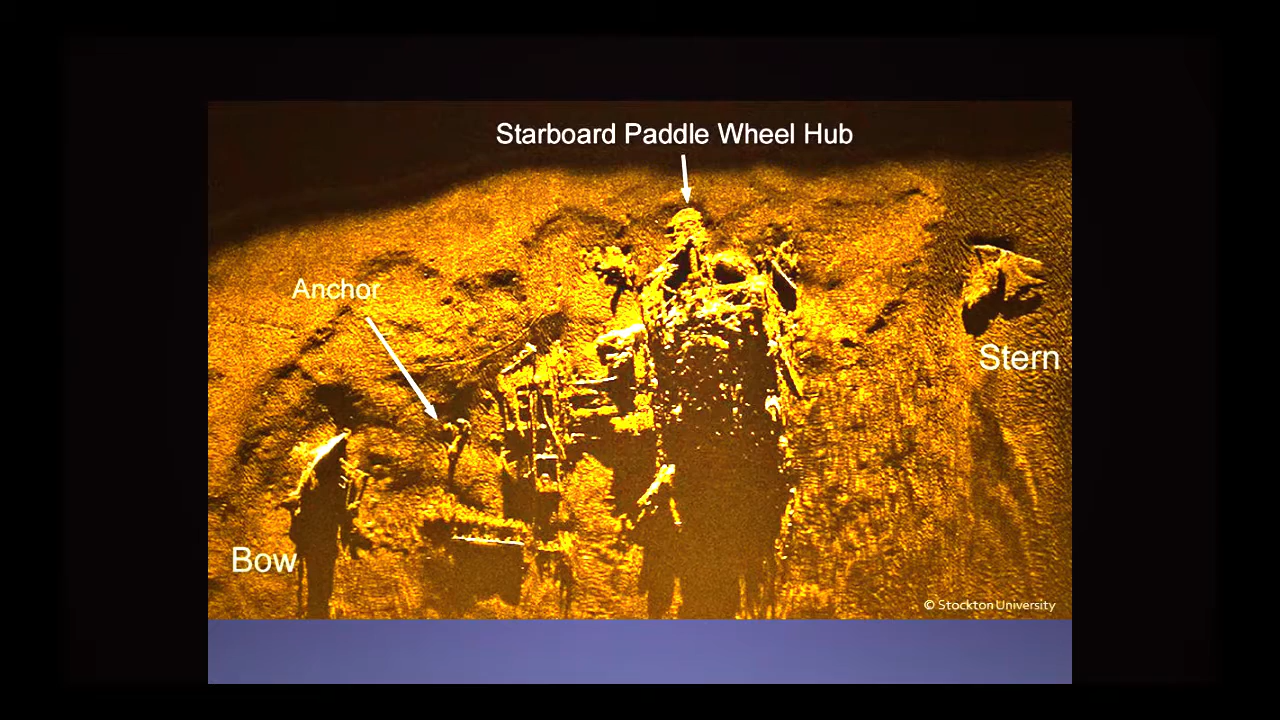 Starboard Paddle Wheel Hub
Anchor
Stern
Bow
© Stockton University